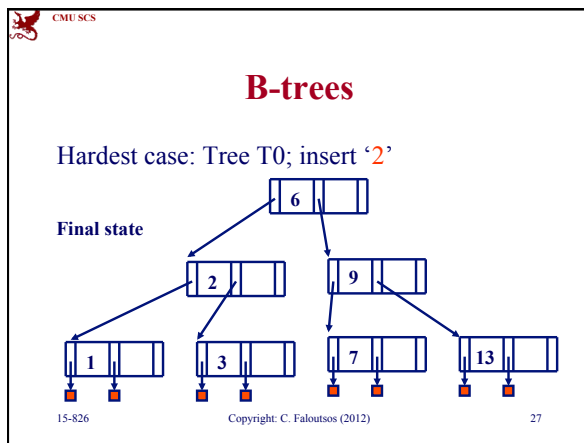 CMU SCS
B-trees
Hardest case: Tree T0; insert ‘2’
6
Final state
2
9
1
3
7
13
15-826
Copyright: C. Faloutsos (2012)
27